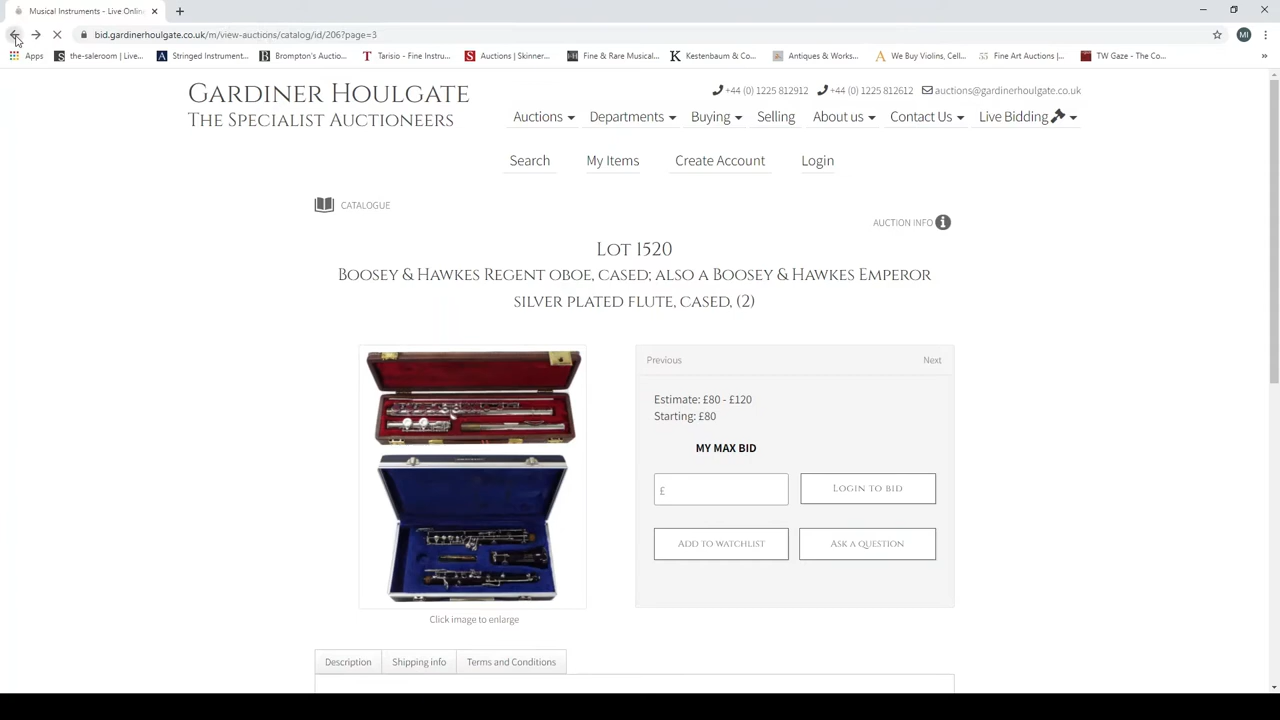 Musical Instruments - Live Onlin
bid.gardinerhoulgate.co.uk/m/view-auctions/catalog/id/206?page=3
MI
Apps
the-saleroom | Live...
Stringed Instrument...
Brompton's Auctio...
Tarisio - Fine Instru...
Auctions | Skinner...
Fine & Rare Musical...
Kestenbaum & Co...
Antiques & Works...
We Buy Violins, Cell...
Fine Art Auctions |...
TW Gaze - The Co...
»
Gardiner Houlgate
The Specialist Auctioneers
+44 (0) 1225 812912
+44 (0) 1225 812612
auctions@gardinerhoulgate.co.uk
Auctions
Departments
Buying
Selling
About us
Contact Us
Live Bidding
Search
My Items
Create Account
Login
CATALOGUE
AUCTION INFO
Lot 1520
Boosey & Hawkes Regent oboe, cased; also a Boosey & Hawkes Emperor
silver plated flute, cased, (2)
Previous
Next
Estimate: £80 - £120
Starting: £80
MY MAX BID
£
Login to bid
Add to watchlist
Ask a question
Click image to enlarge
Description
Shipping info
Terms and Conditions